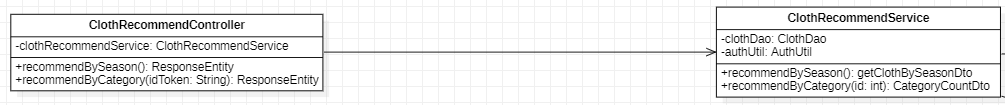 ClothRecommendController
-clothRecommendService: ClothRecommendService
+recommendBySeason(): ResponseEntity
+recommendByCategory(idToken: String): ResponseEntity
ClothRecommendService
-clothDao: ClothDao
-authUtil: AuthUtil
+recommendBySeason(): getClothBySeasonDto
+recommendByCategory(id: int): CategoryCountDto